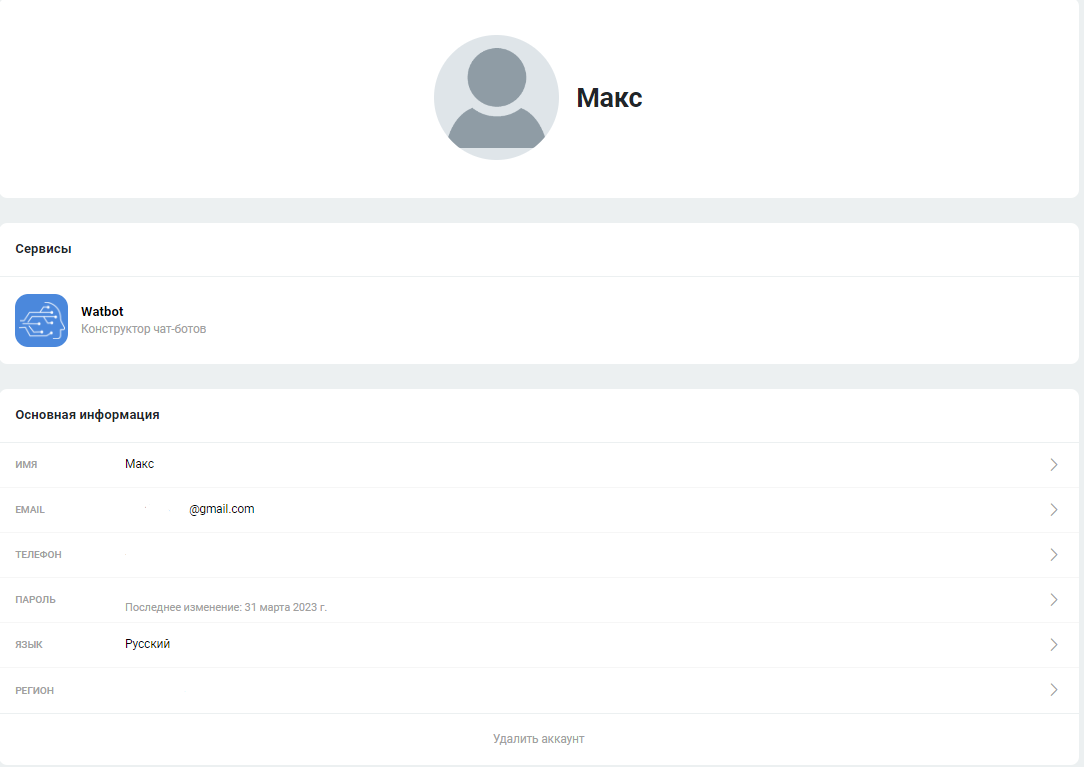 Макс
Сервисы
Watbot
Конструктор чат-ботов
Основная информация
ИМЯ Макс
EMAIL @gmail.com
ТЕЛЕФОН
ПАРОЛЬ
Последнее изменение: 31 марта 2023 г.
ЯЗЫК Русский
РЕГИОН
Удалить аккаунт